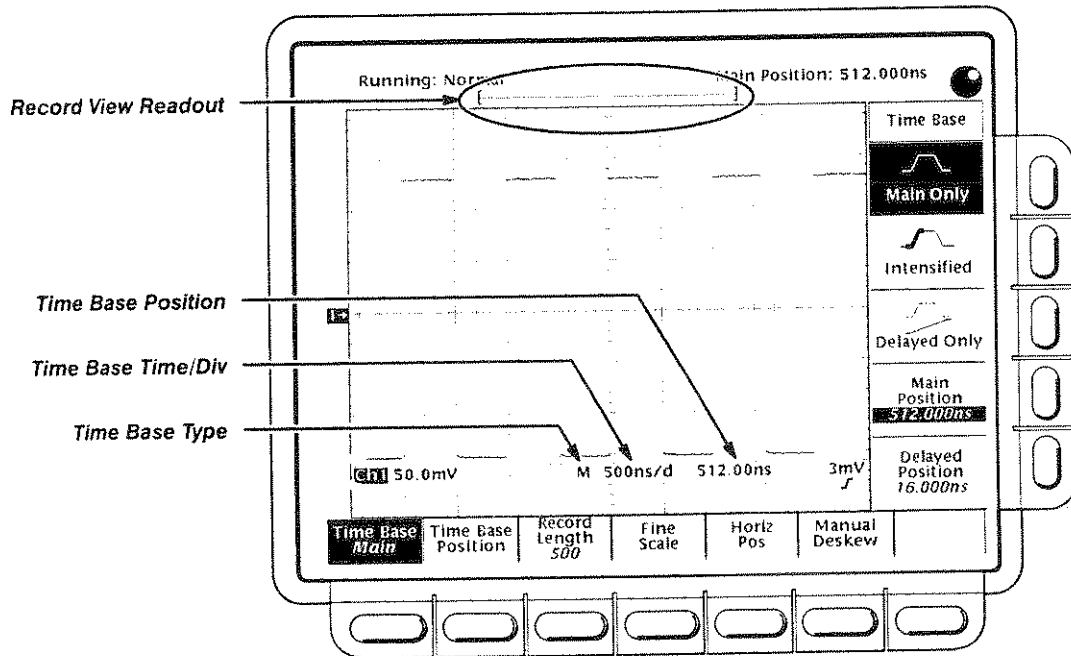 Running: Normal
Main Position: 512.000ns
Record View Readout
Time Base
Main Only
Intensified
Time Base Position
1→
Delayed Only
Time Base Time/Div
Main
Position
512.000ns
Time Base Type
Delayed
Position
16.000ns
Ch1 50.0mV M 500ns/d 512.00ns 3mV
Time Base
Main
Time Base
Position
Record
Length
500
Fine
Scale
Horiz
Pos
Manual
Deskew